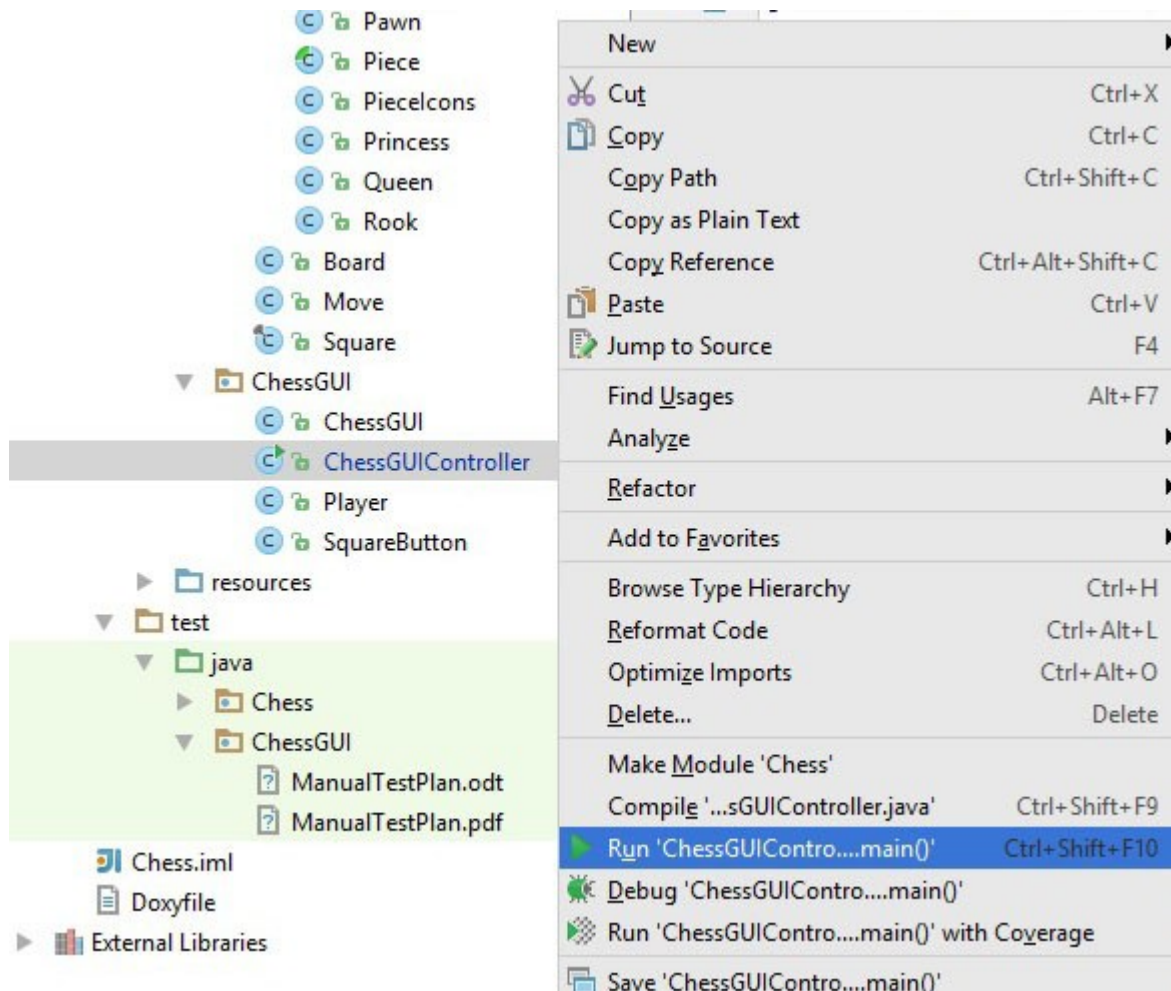 Pawn
Piece
PieceIcons
Princess
Queen
Rook
Board
Move
Square
ChessGUI
ChessGUI
ChessGUIController
Player
SquareButton
resources
test
java
Chess
ChessGUI
ManualTestPlan.odt
ManualTestPlan.pdf
Chess.iml
Doxyfile
External Libraries
New
Cut Ctrl+X
Copy Ctrl+C
Copy Path Ctrl+Shift+C
Copy as Plain Text
Copy Reference Ctrl+Alt+Shift+C
Paste Ctrl+V
Jump to Source F4
Find Usages Alt+F7
Analyze
Refactor
Add to Favorites
Browse Type Hierarchy Ctrl+H
Reformat Code Ctrl+Alt+L
Optimize Imports Ctrl+Alt+O
Delete... Delete
Make Module 'Chess'
Compile '...sGUIController.java' Ctrl+Shift+F9
Run 'ChessGUIContro....main()' Ctrl+Shift+F10
Debug 'ChessGUIContro....main()'
Run 'ChessGUIContro....main()' with Coverage
Save 'ChessGUIContro....main()'